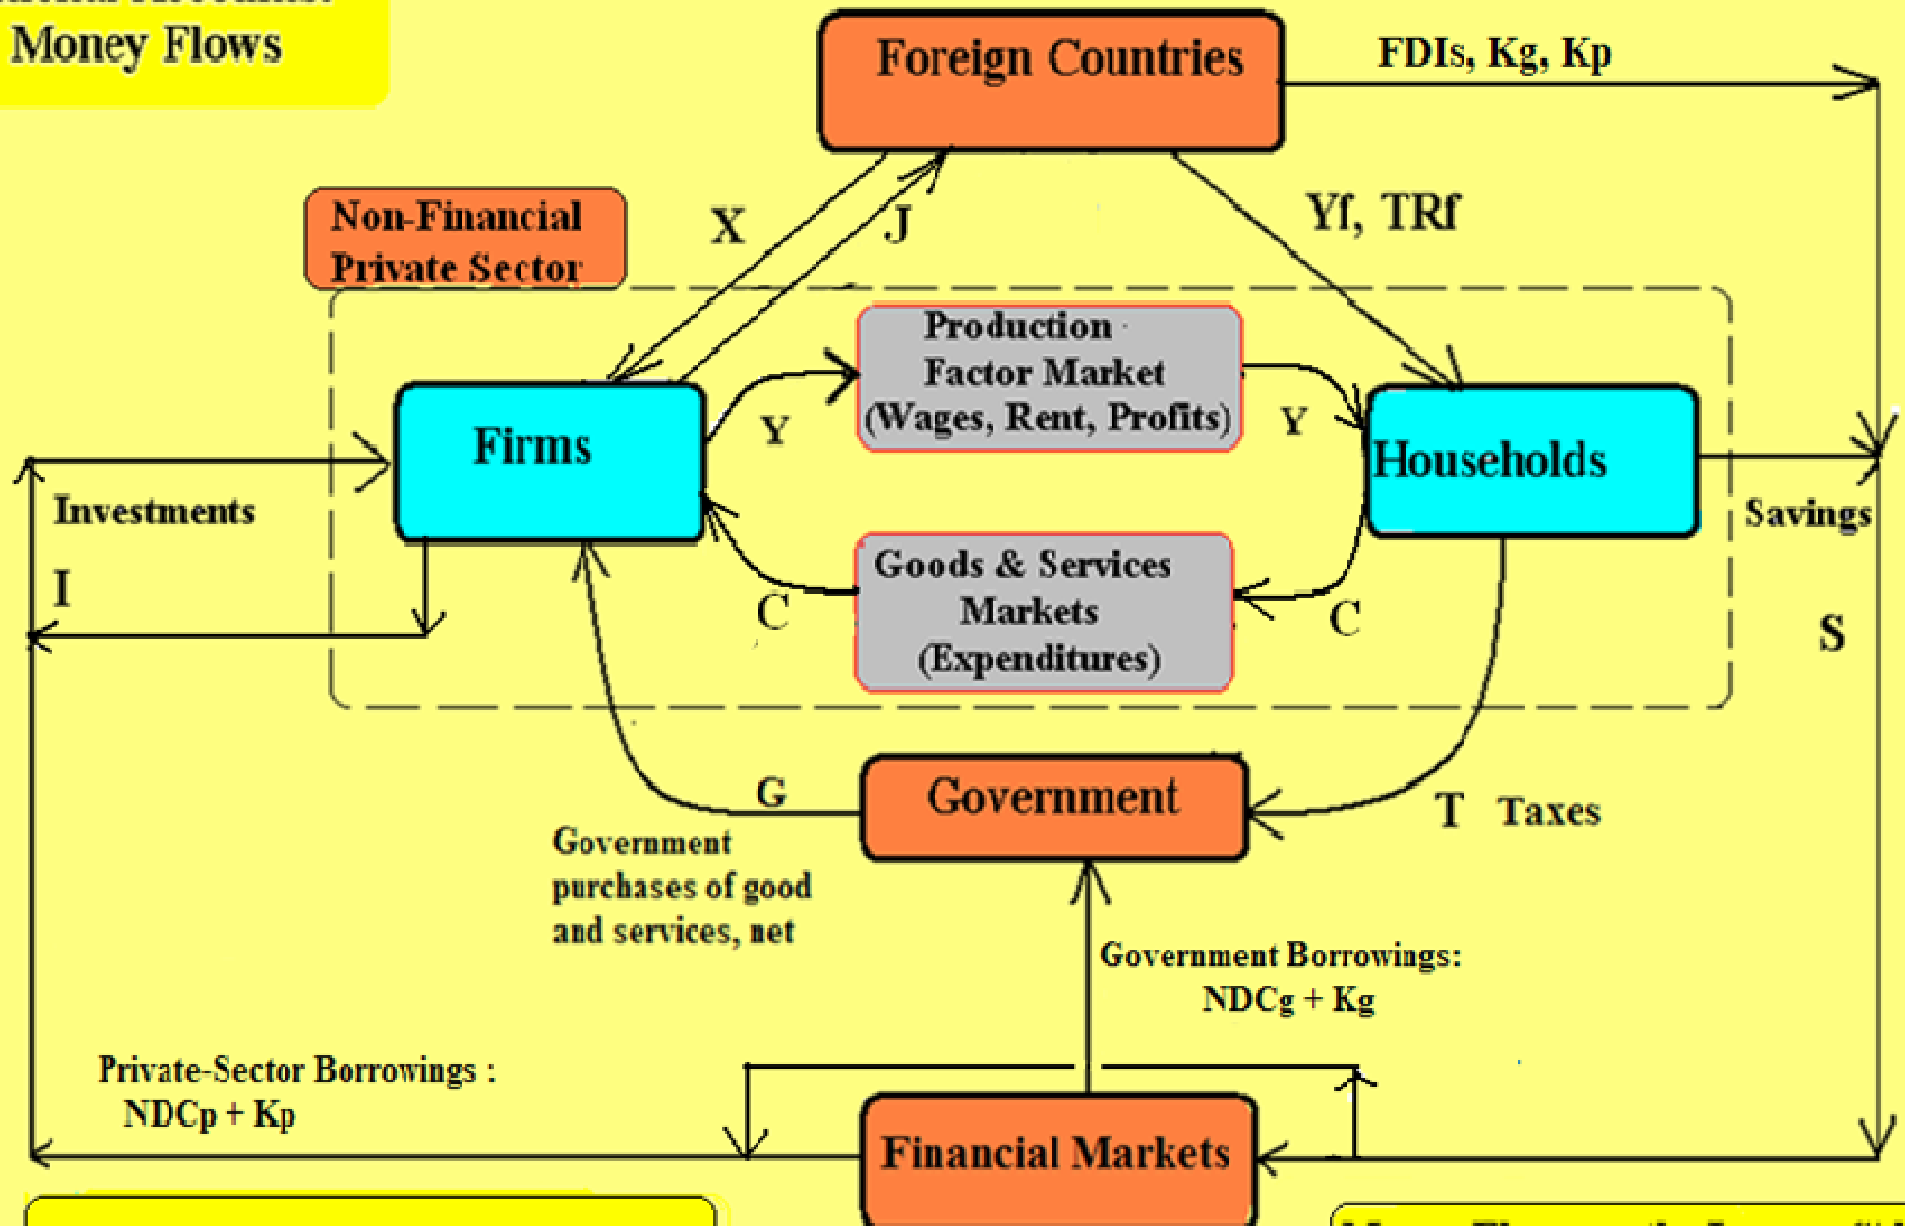 Money Flows
Foreign Countries
FDIs, Kg, Kp
Non-Financial
Private Sector
X
J
Yf, TRf
Production
Factor Market
(Wages, Rent, Profits)
Firms
Y
Y
Households
Investments
I
Savings
S
Goods & Services
Markets
(Expenditures)
C
C
Government
G
T Taxes
Government
purchases of good
and services, net
Government Borrowings:
NDCg + Kg
Private-Sector Borrowings :
NDCp + Kp
Financial Markets